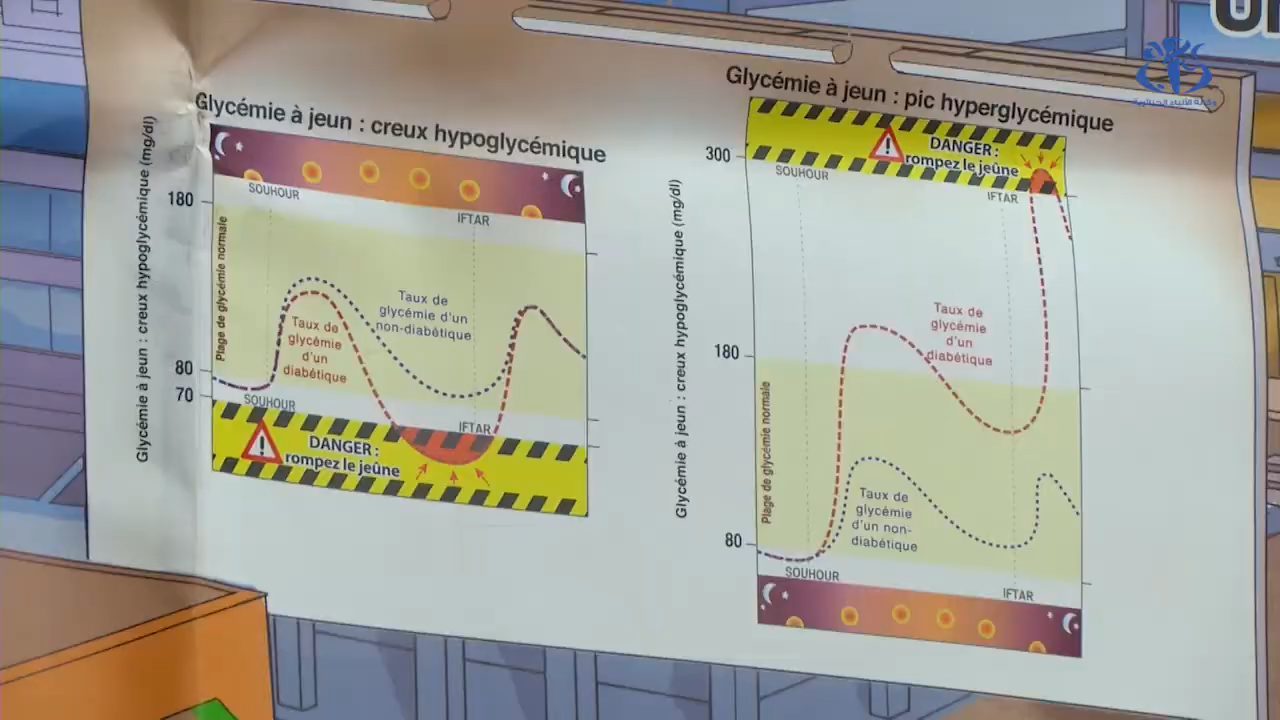 Glycémie à jeun : creux hypoglycémique
Glycémie à jeun : creux hypoglycémique (mg/dl)
180
80
70
SOUHOUR
IFTAR
Plage de glycémie normale
Taux de
glycémie d'un
non-diabétique
Taux de
glycémie
d'un
diabétique
SOUHOUR
IFTAR
DANGER :
rompez le jeûne
Glycémie à jeun : pic hyperglycémique
Glycémie à jeun : creux hypoglycémique (mg/dl)
300
180
80
DANGER :
rompez le jeûne
SOUHOUR
IFTAR
Plage de glycémie normale
Taux de
glycémie
d'un
diabétique
Taux de
glycémie
d'un non-
diabétique
SOUHOUR
IFTAR
وكالة الأنباء الجزائرية